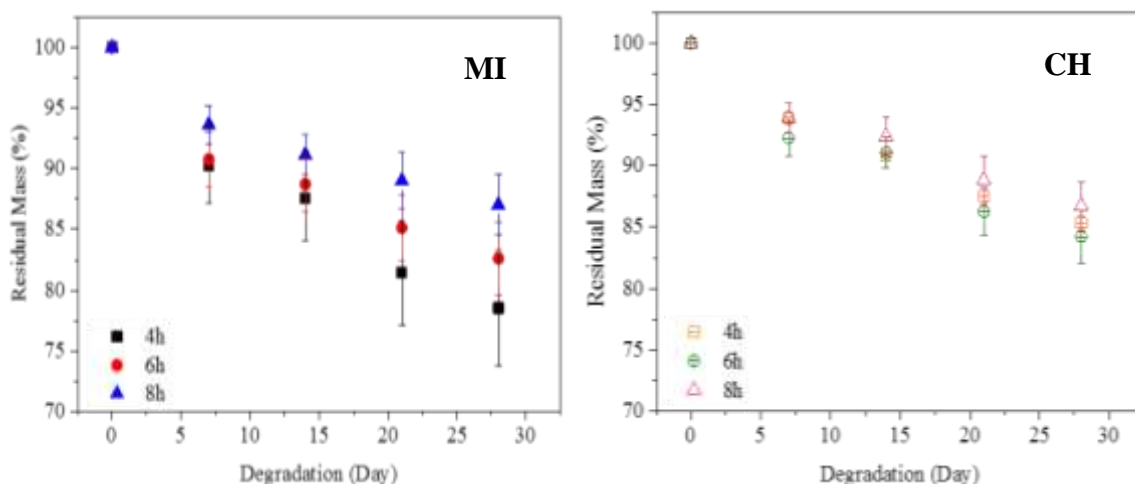 MI
100
95
90
85
80
75
70
Residual Mass (%)
4h
6h
8h
0 5 10 15 20 25 30
Degradation (Day)
CH
100
95
90
85
80
75
70
Residual Mass (%)
4h
6h
8h
0 5 10 15 20 25 30
Degradation (Day)